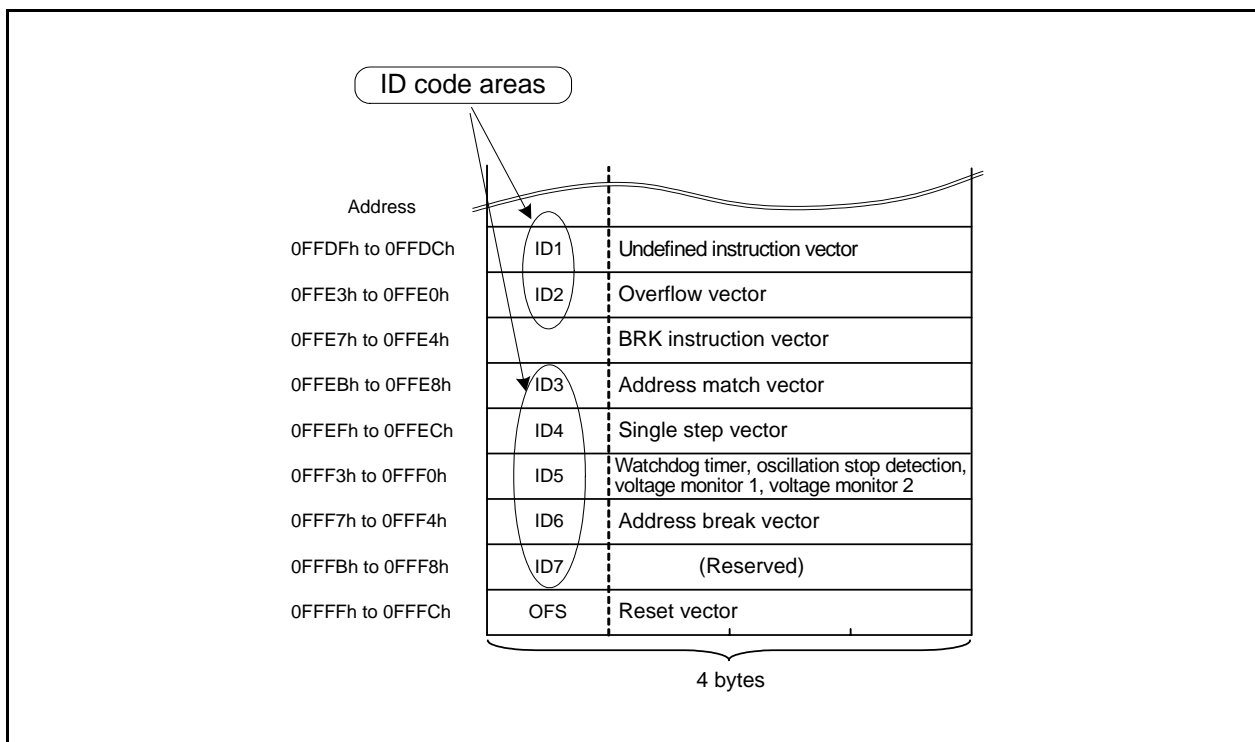 ID code areas
Address
0FFDFh to 0FFDCh ID1 Undefined instruction vector
0FFE3h to 0FFE0h ID2 Overflow vector
0FFE7h to 0FFE4h BRK instruction vector
0FFEBh to 0FFE8h ID3 Address match vector
0FFEFh to 0FFECh ID4 Single step vector
0FFF3h to 0FFF0h ID5 Watchdog timer, oscillation stop detection,
voltage monitor 1, voltage monitor 2
0FFF7h to 0FFF4h ID6 Address break vector
0FFFBh to 0FFF8h ID7 (Reserved)
0FFFFh to 0FFFCh OFS Reset vector
4 bytes